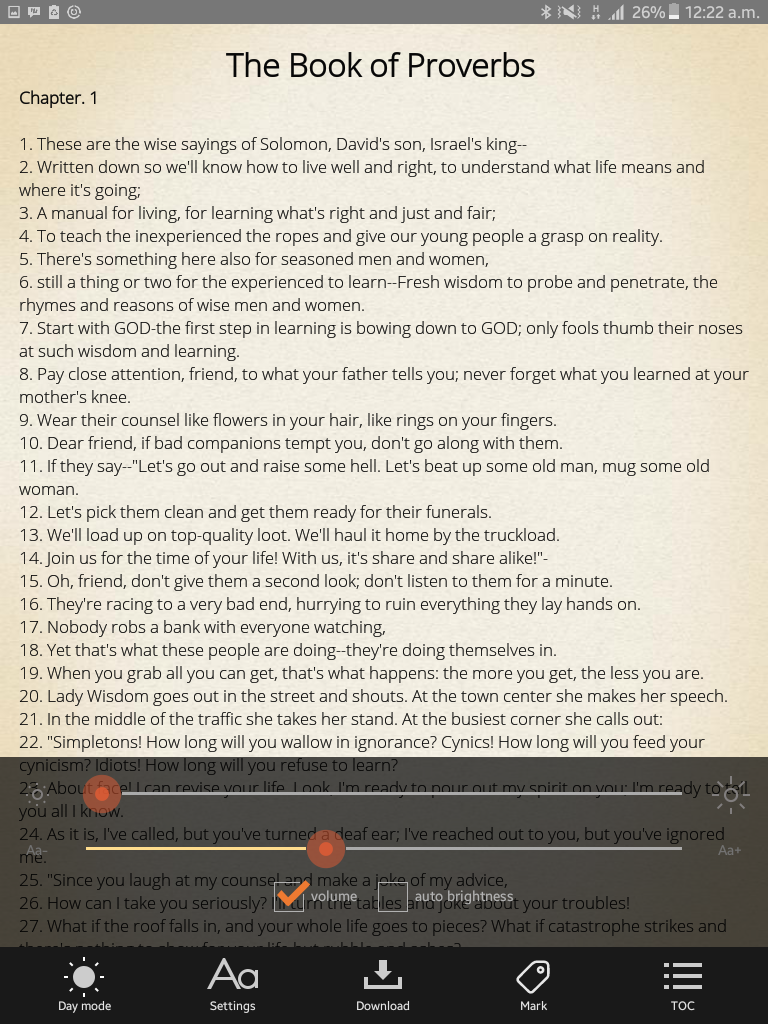 26% 12:22 a.m.
The Book of Proverbs
Chapter. 1
1. These are the wise sayings of Solomon, David's son, Israel's king--
2. Written down so we'll know how to live well and right, to understand what life means and
where it's going;
3. A manual for living, for learning what's right and just and fair;
4. To teach the inexperienced the ropes and give our young people a grasp on reality.
5. There's something here also for seasoned men and women,
6. still a thing or two for the experienced to learn--Fresh wisdom to probe and penetrate, the
rhymes and reasons of wise men and women.
7. Start with GOD-the first step in learning is bowing down to GOD; only fools thumb their noses
at such wisdom and learning.
8. Pay close attention, friend, to what your father tells you; never forget what you learned at your
mother's knee.
9. Wear their counsel like flowers in your hair, like rings on your fingers.
10. Dear friend, if bad companions tempt you, don't go along with them.
11. If they say--"Let's go out and raise some hell. Let's beat up some old man, mug some old
woman.
12. Let's pick them clean and get them ready for their funerals.
13. We'll load up on top-quality loot. We'll haul it home by the truckload.
14. Join us for the time of your life! With us, it's share and share alike!"-
15. Oh, friend, don't give them a second look; don't listen to them for a minute.
16. They're racing to a very bad end, hurrying to ruin everything they lay hands on.
17. Nobody robs a bank with everyone watching,
18. Yet that's what these people are doing--they're doing themselves in.
19. When you grab all you can get, that's what happens: the more you get, the less you are.
20. Lady Wisdom goes out in the street and shouts. At the town center she makes her speech.
21. In the middle of the traffic she takes her stand. At the busiest corner she calls out:
22. "Simpletons! How long will you wallow in ignorance? Cynics! How long will you feed your
cynicism? Idiots! How long will you refuse to learn?
23. About face! I can revise your life. Look, I'm ready to pour out my spirit on you; I'm ready to tell
you all I know.
24. As it is, I've called, but you've turned a deaf ear; I've reached out to you, but you've ignored
me.
Aa- Aa+
25. "Since you laugh at my counsel and make a joke of my advice,
26. How can I take you seriously? I'll turn the tables and joke about your troubles!
volume auto brightness
27. What if the roof falls in, and your whole life goes to pieces? What if catastrophe strikes and
there's nothing to show for your life but rubble and ashes?
Day mode Settings Download Mark TOC